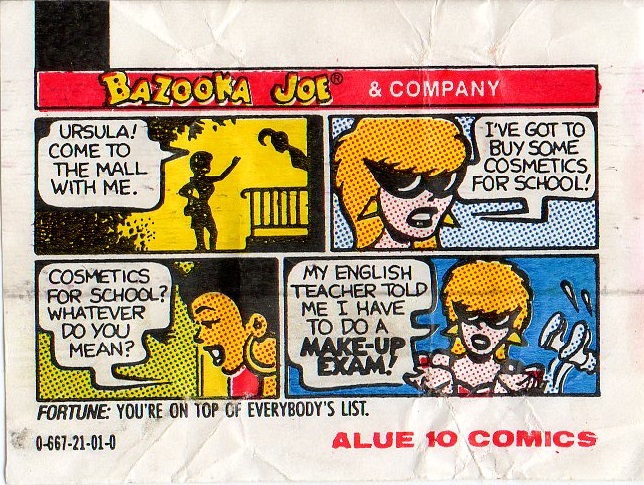 BAZOOKA JOE® & COMPANY
URSULA!
COME TO
THE MALL
WITH ME.
I'VE GOT TO
BUY SOME
COSMETICS
FOR SCHOOL!
COSMETICS
FOR SCHOOL?
WHATEVER
DO YOU
MEAN?
MY ENGLISH
TEACHER TOLD
ME I HAVE
TO DO A
MAKE-UP
EXAM!
FORTUNE: YOU'RE ON TOP OF EVERYBODY'S LIST.
0-667-21-01-0
ALUE 10 COMICS